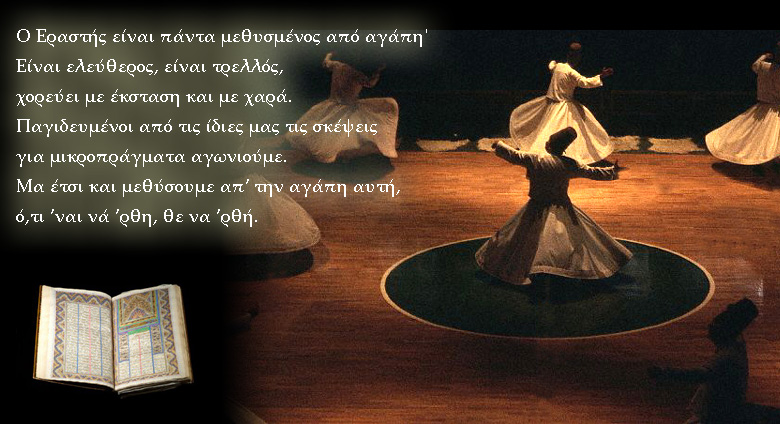 Ο Εραστής είναι πάντα μεθυσμένος από αγάπη˙
Είναι ελεύθερος, είναι τρελλός,
χορεύει με έκσταση και με χαρά.
Παγιδευμένοι από τις ίδιες μας τις σκέψεις
για μικροπράγματα αγωνιούμε.
Μα έτσι και μεθύσουμε απ’ την αγάπη αυτή,
ό,τι ’ναι νά ’ρθη, θε να ’ρθή.